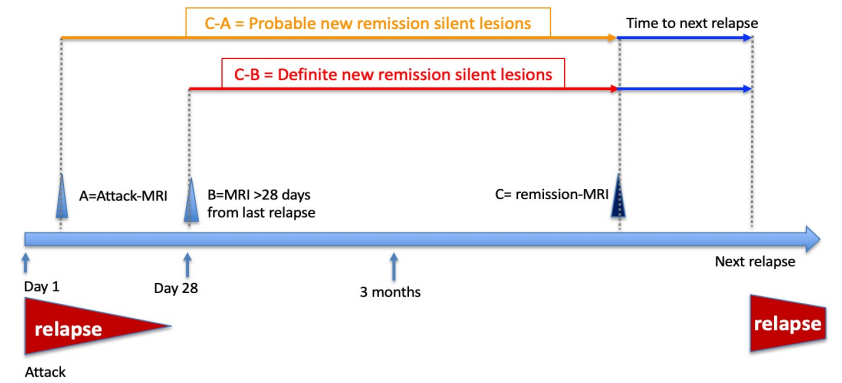 C-A = Probable new remission silent lesions
Time to next relapse
C-B = Definite new remission silent lesions
A=Attack-MRI
B=MRI >28 days
from last relapse
C= remission-MRI
Next relapse
Day 1
Day 28
3 months
relapse
relapse
Attack